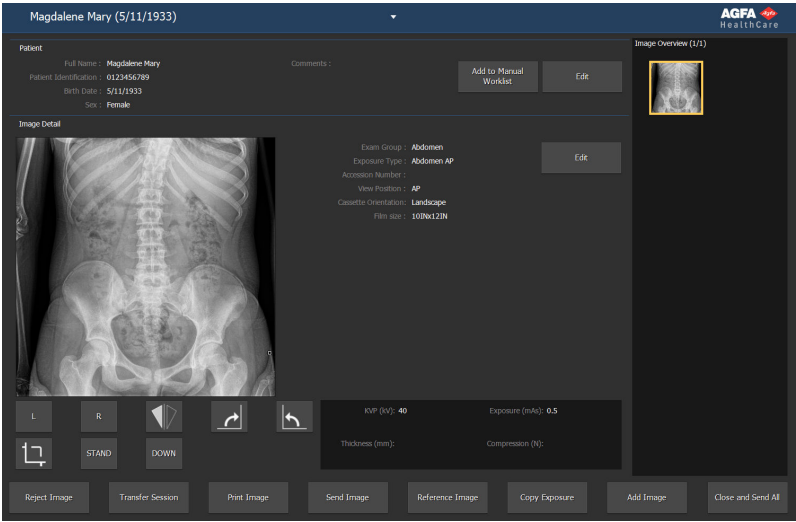 Magdalene Mary (5/11/1933)
AGFA Agfa
HealthCare
Patient
Full Name : Magdalene Mary
Patient Identification : 0123456789
Birth Date : 5/11/1933
Sex : Female
Comments :
Add to Manual
Worklist
Edit
Image Overview (1/1)
Image Detail
Exam Group : Abdomen
Exposure Type : Abdomen AP
Accession Number :
View Position : AP
Cassette Orientation: Landscape
Film size : 10INx12IN
Edit
L
R
STAND
DOWN
KVP (kV): 40
Exposure (mAs): 0.5
Thickness (mm):
Compression (N):
Reject Image
Transfer Session
Print Image
Send Image
Reference Image
Copy Exposure
Add Image
Close and Send All